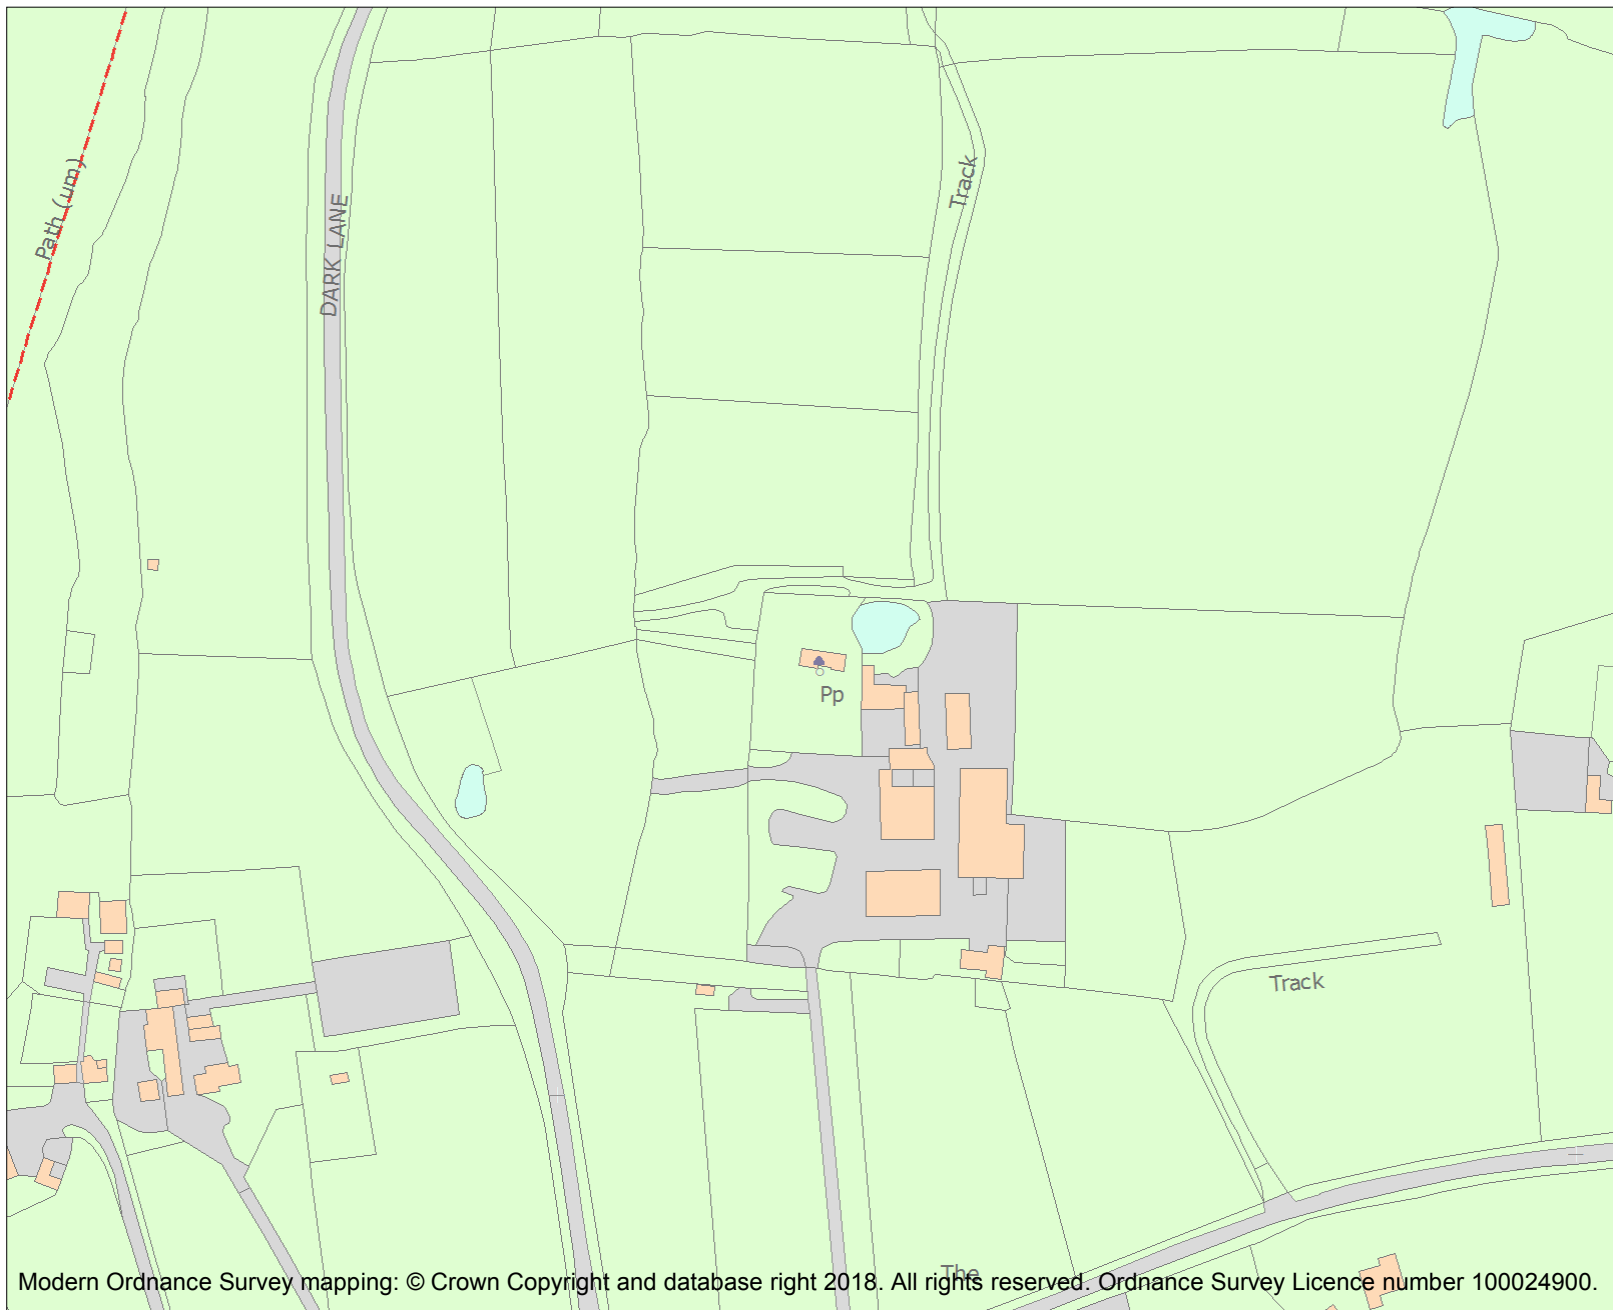 Path (um)
DARK LANE
Track
Pp
Track
The
Modern Ordnance Survey mapping: © Crown Copyright and database right 2018. All rights reserved. Ordnance Survey Licence number 100024900.